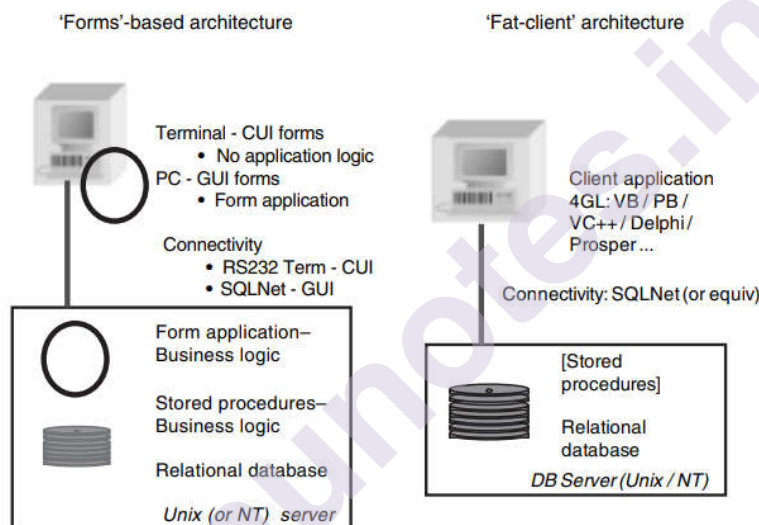 'Forms'-based architecture
Terminal - CUI forms
• No application logic
PC - GUI forms
• Form application
Connectivity
• RS232 Term - CUI
• SQLNet - GUI
Form application–
Business logic
Stored procedures–
Business logic
Relational database
Unix (or NT) server
'Fat-client' architecture
Client application
4GL: VB / PB /
VC++ / Delphi /
Prosper ...
Connectivity: SQLNet (or equiv)
[Stored
procedures]
Relational
database
DB Server (Unix / NT)
unotes.in